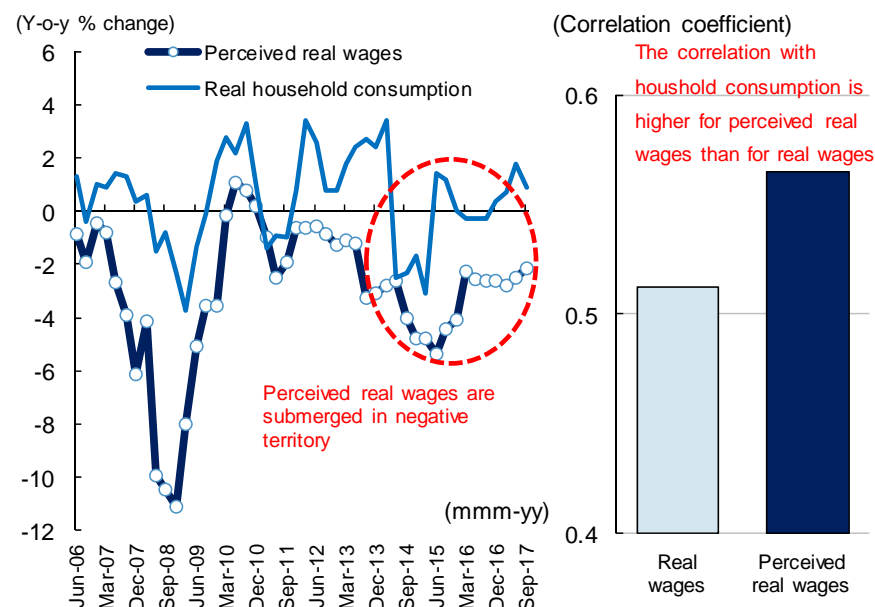 (Y-o-y % change)
6
4
2
0
-2
-4
-6
-8
-10
-12
Perceived real wages
Real household consumption
Perceived real wages are
submerged in negative
territory
(mmm-yy)
Jun-06
Mar-07
Dec-07
Sep-08
Jun-09
Mar-10
Dec-10
Sep-11
Jun-12
Mar-13
Dec-13
Sep-14
Jun-15
Mar-16
Dec-16
Sep-17
(Correlation coefficient)
The correlation with
houshold consumption is
higher for perceived real
wages than for real wages
0.6
0.5
0.4
Real
wages
Perceived
real wages